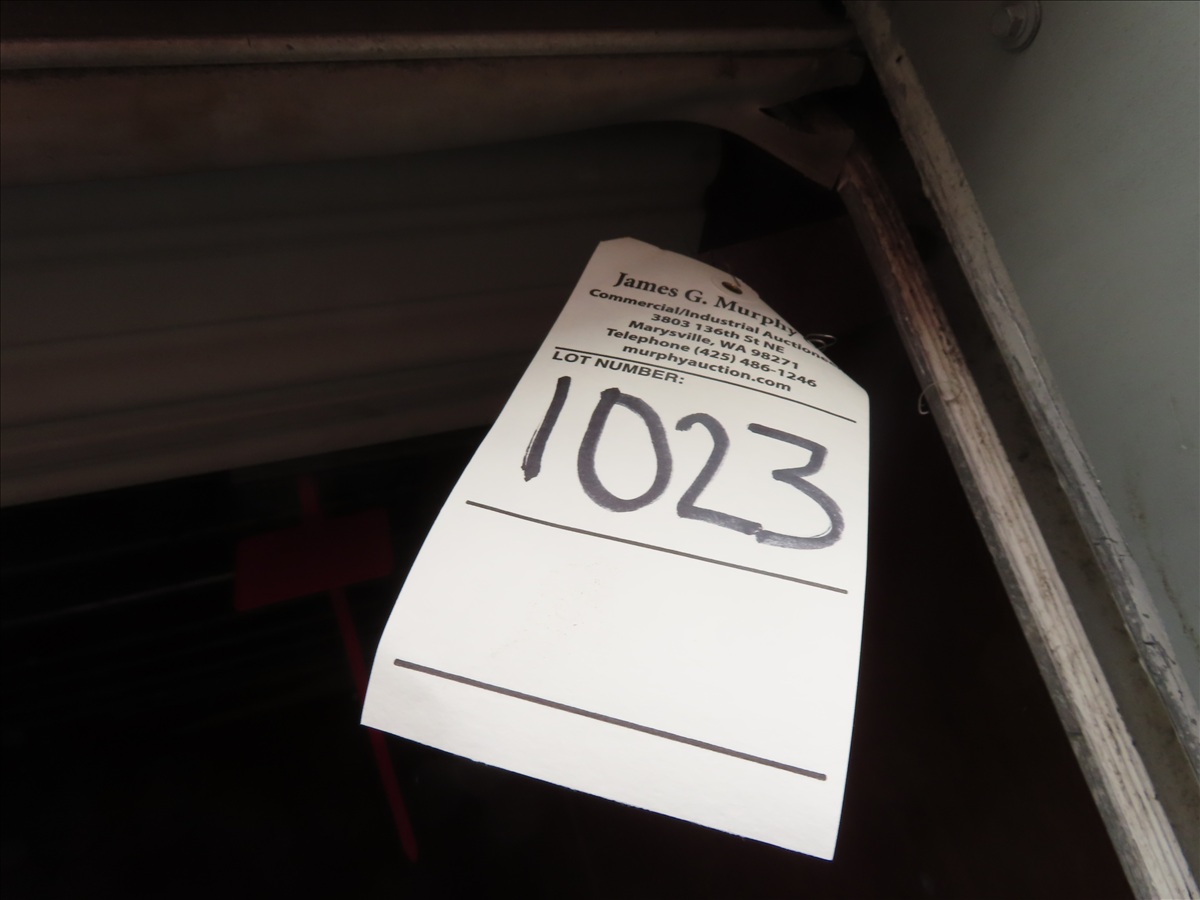 James G. Murphy
Commercial/Industrial Auctions
3803 136th St NE
Marysville, WA 98271
Telephone (425) 486-1246
murphyauction.com
LOT NUMBER:
1023